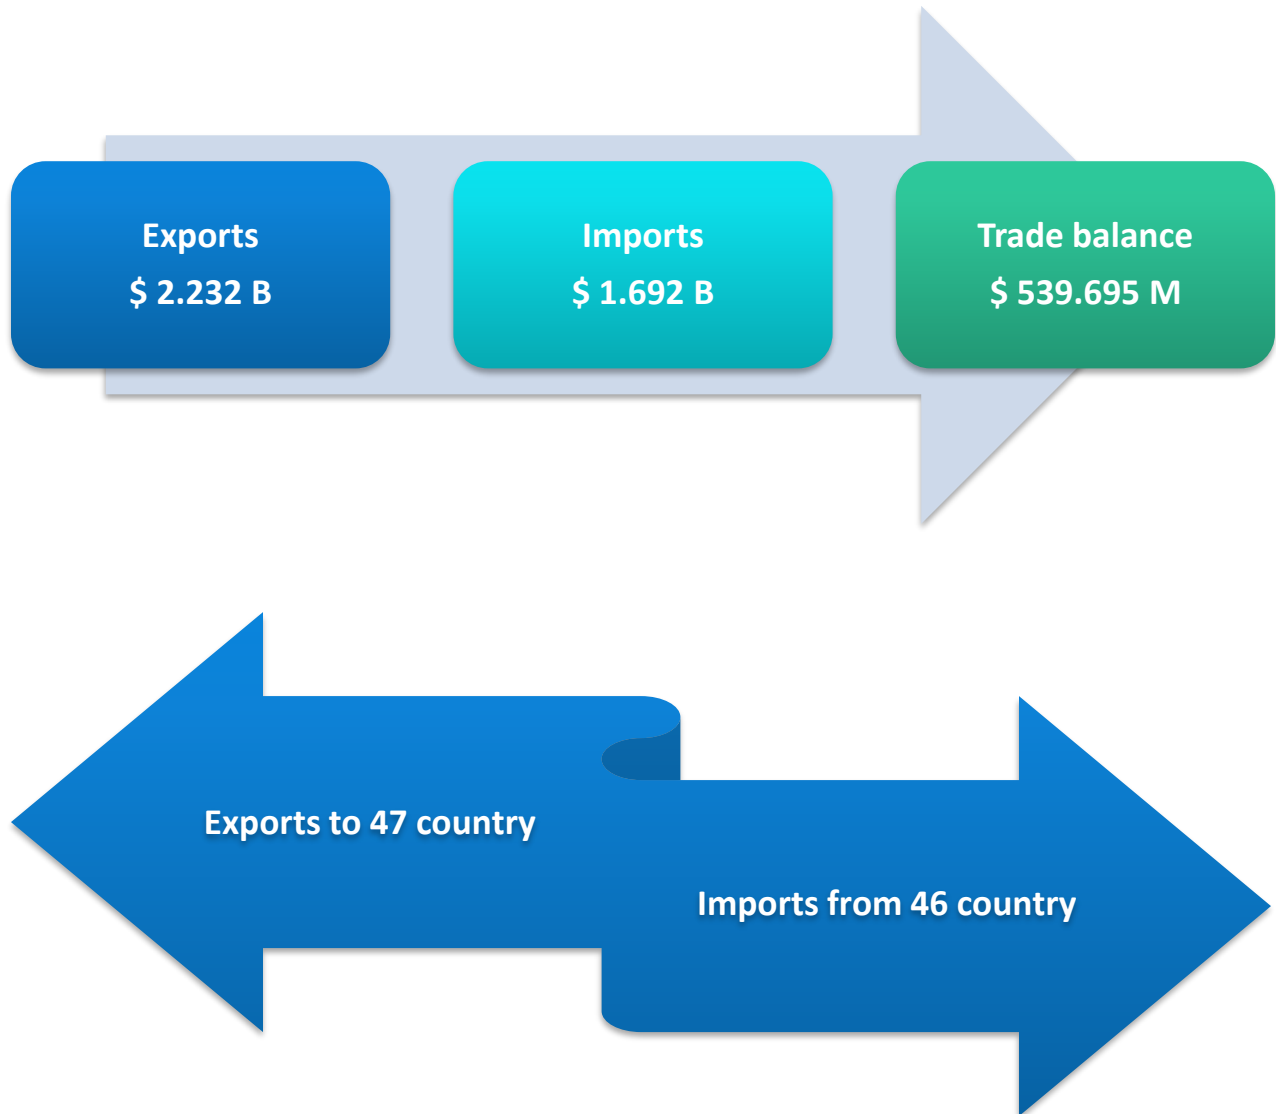 Exports
$ 2.232 B
Imports
$ 1.692 B
Trade balance
$ 539.695 M
Exports to 47 country
Imports from 46 country